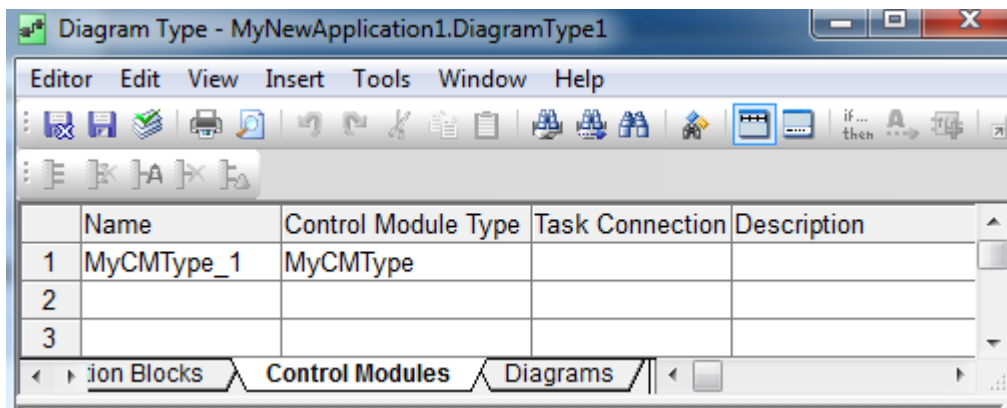 Diagram Type - MyNewApplication1.DiagramType1
Editor Edit View Insert Tools Window Help
if... then
Name Control Module Type Task Connection Description
1 MyCMType_1 MyCMType
2
3
tion Blocks Control Modules Diagrams